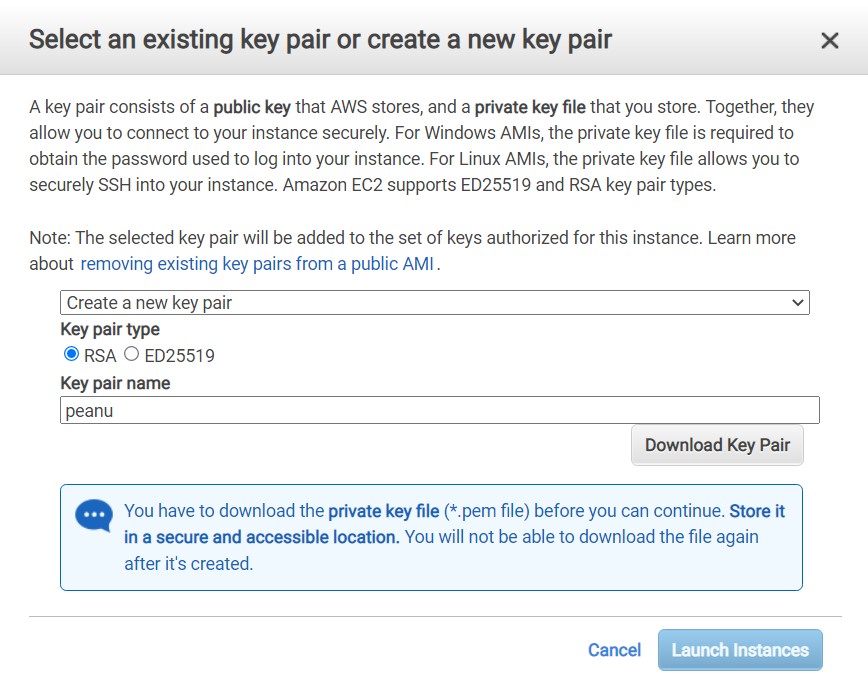 Select an existing key pair or create a new key pair
A key pair consists of a public key that AWS stores, and a private key file that you store. Together, they
allow you to connect to your instance securely. For Windows AMIs, the private key file is required to
obtain the password used to log into your instance. For Linux AMIs, the private key file allows you to
securely SSH into your instance. Amazon EC2 supports ED25519 and RSA key pair types.
Note: The selected key pair will be added to the set of keys authorized for this instance. Learn more
about removing existing key pairs from a public AMI.
Create a new key pair
Key pair type
RSA ED25519
Key pair name
peanu
Download Key Pair
You have to download the private key file (*.pem file) before you can continue. Store it
in a secure and accessible location. You will not be able to download the file again
after it's created.
Cancel Launch Instances